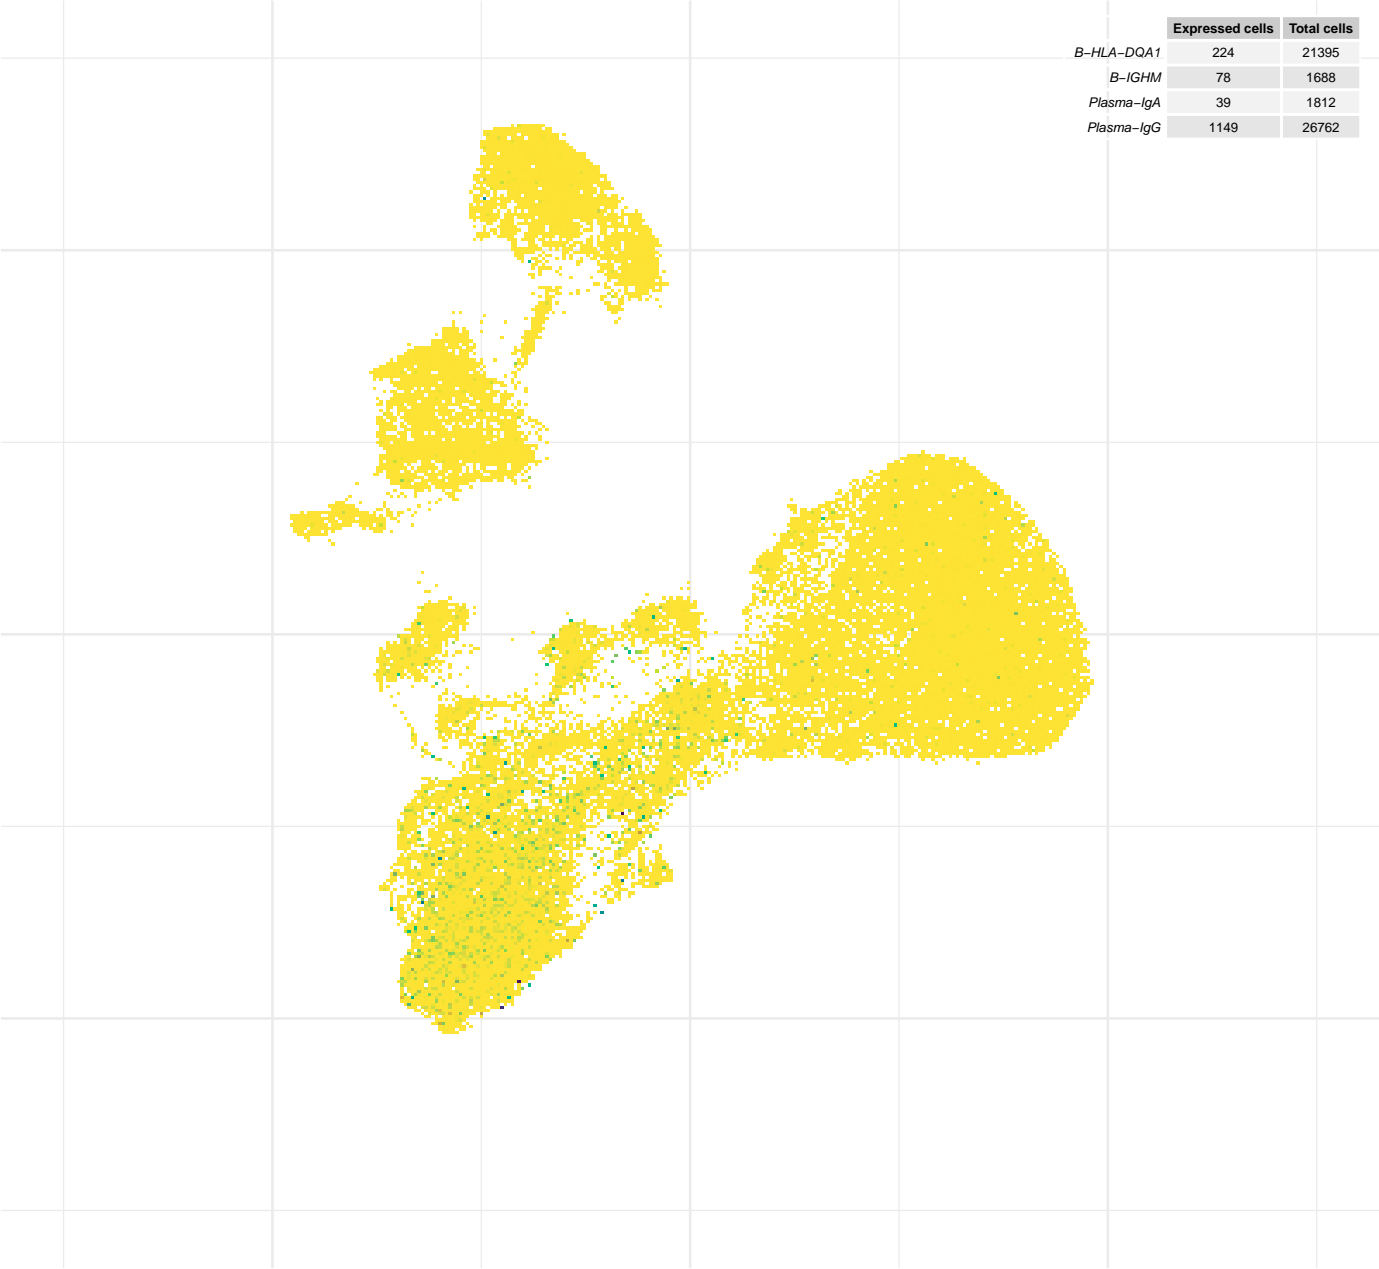 Expressed cells Total cells
B−HLA−DQA1 224 21395
B−IGHM 78 1688
Plasma−IgA 39 1812
Plasma−IgG 1149 26762